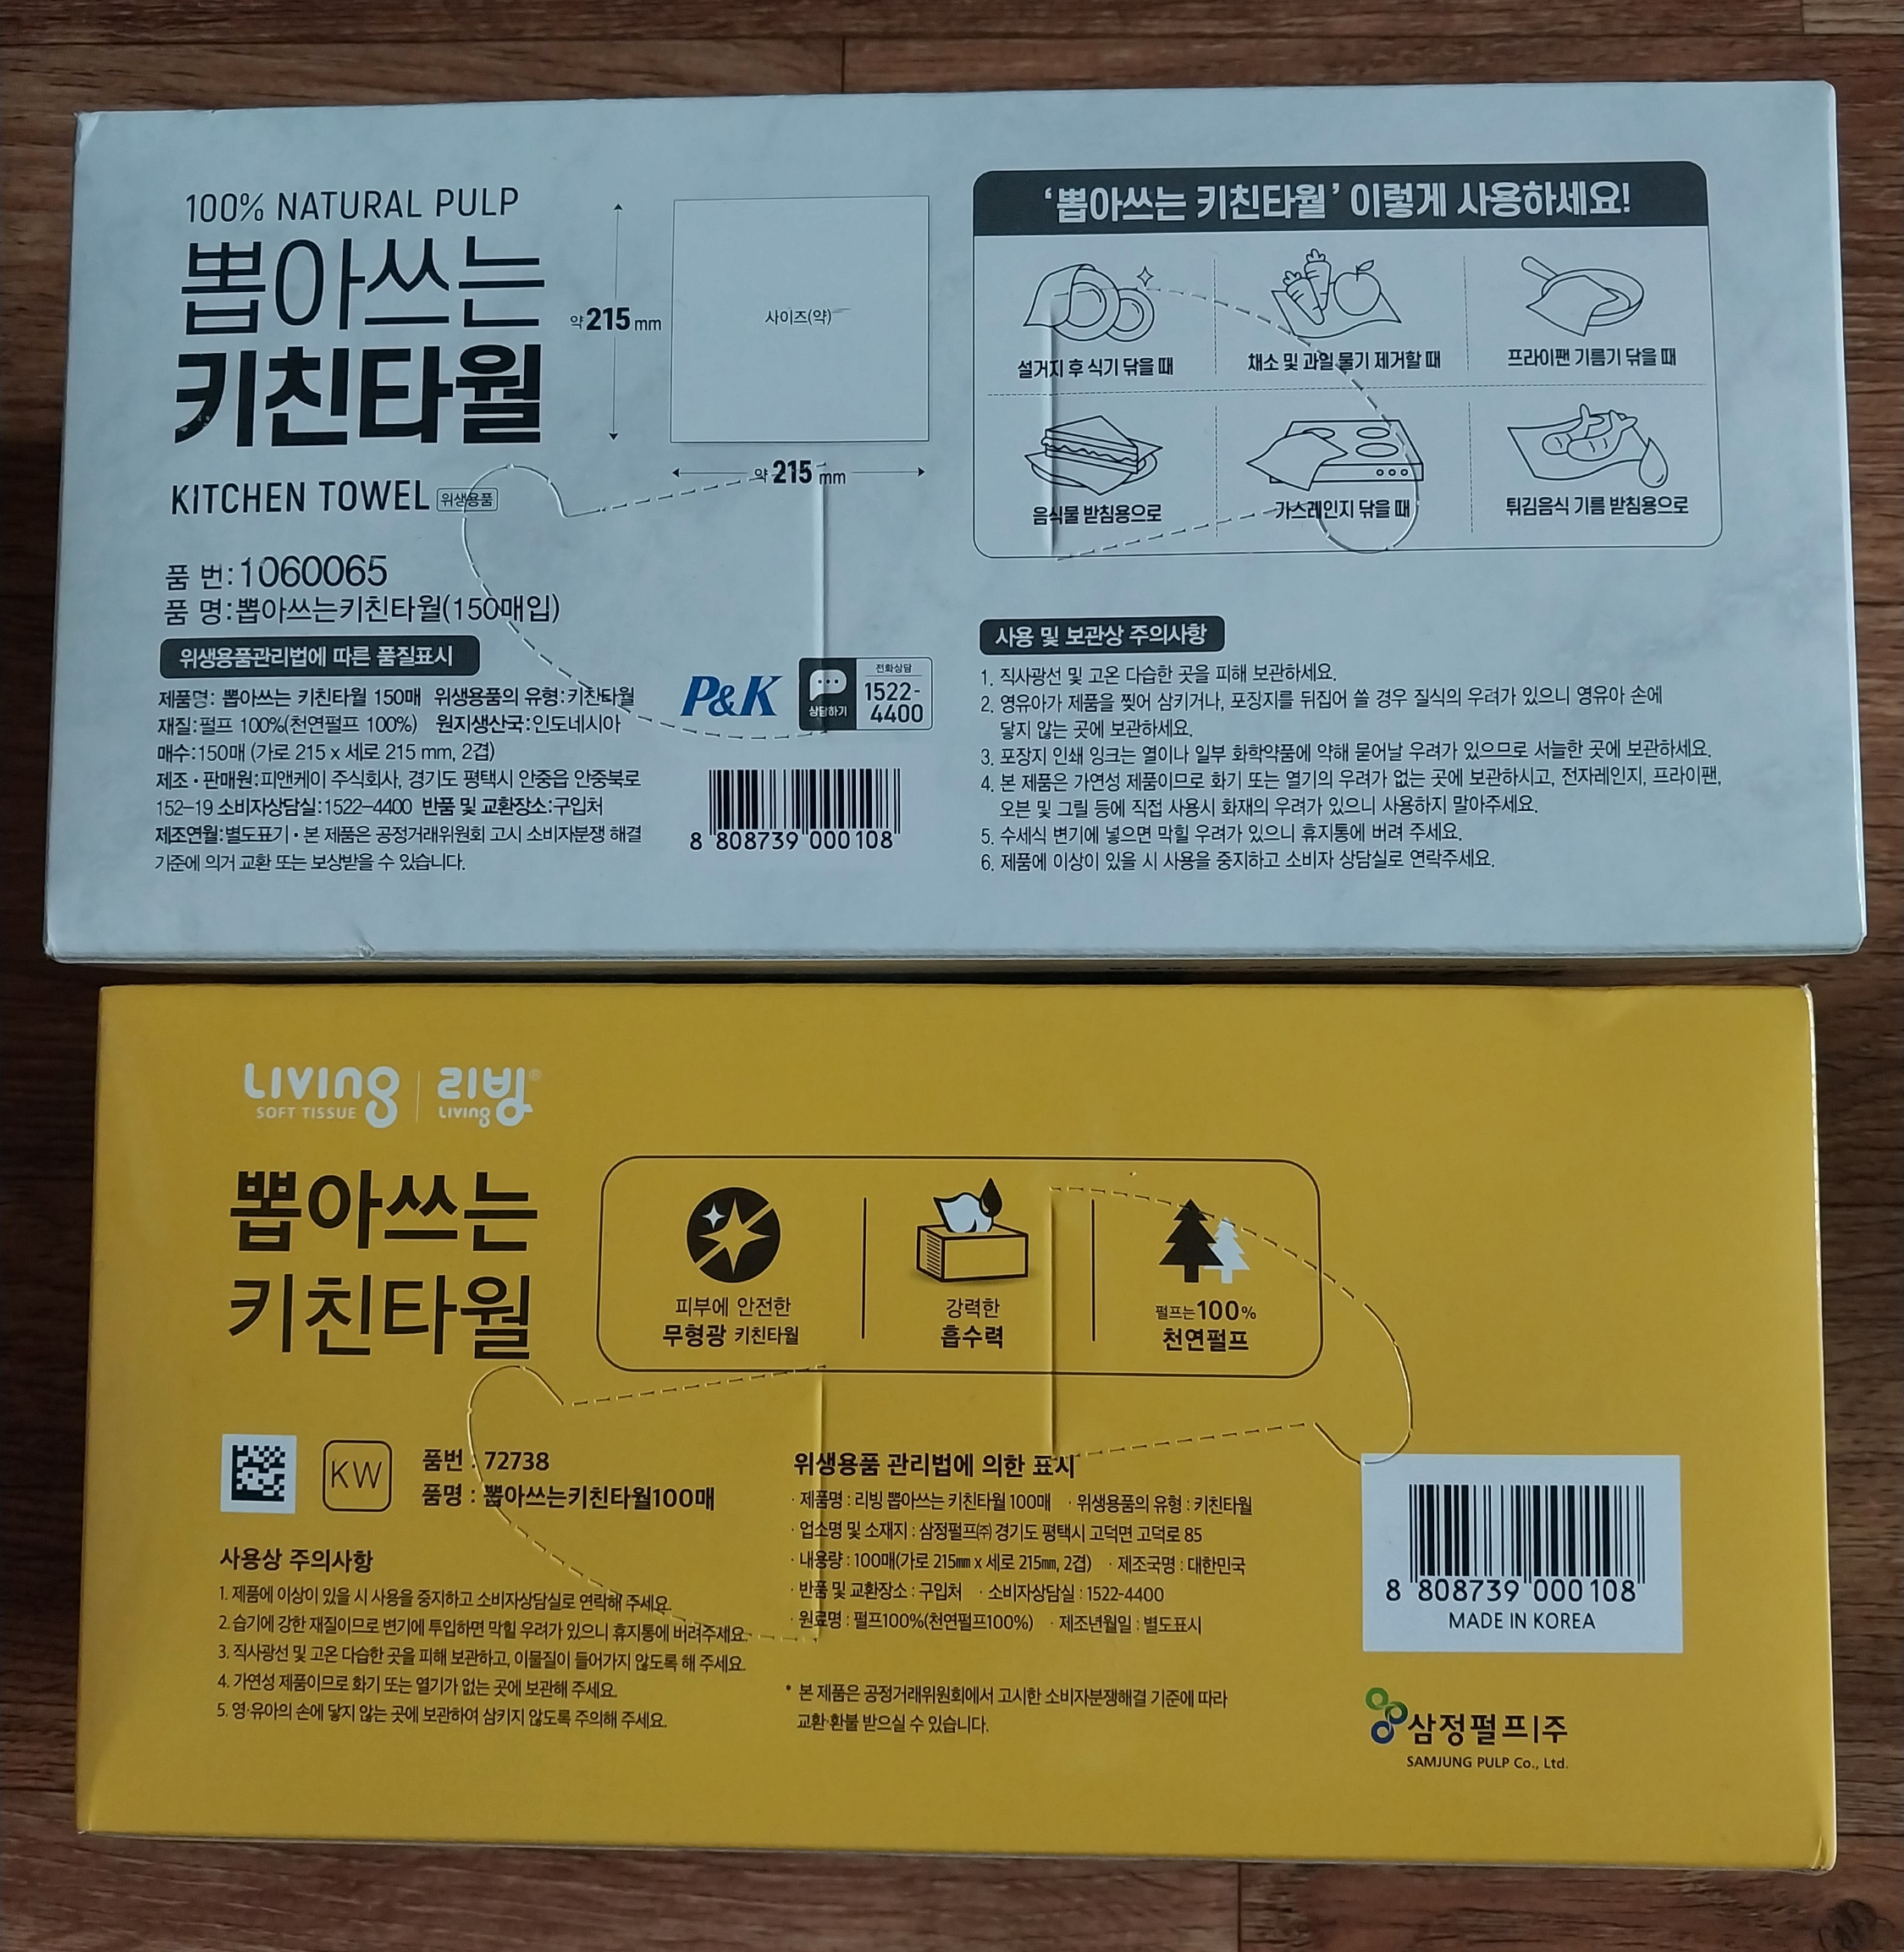 100% NATURAL PULP
뽑아쓰는
키친타월
KITCHEN TOWEL 위생용품
약 215 mm
사이즈(약)
약 215 mm
품 번:1060065
품 명:뽑아쓰는키친타월(150매입)
위생용품관리법에 따른 품질표시
제품명: 뽑아쓰는 키친타월 150매 위생용품의 유형:키친타월
재질:펄프 100%(천연펄프 100%) 원지생산국:인도네시아
매수:150매 (가로 215 x 세로 215 mm, 2겹)
제조·판매원:피앤케이 주식회사, 경기도 평택시 안중읍 안중북로
152-19 소비자상담실:1522-4400 반품 및 교환장소:구입처
제조연월:별도표기·본 제품은 공정거래위원회 고시 소비자분쟁 해결
기준에 의거 교환 또는 보상받을 수 있습니다.
P&K
상담하기
전화상담
1522-
4400
8 808739 000108
'뽑아쓰는 키친타월' 이렇게 사용하세요!
설거지 후 식기 닦을 때
채소 및 과일 물기 제거할 때
프라이팬 기름기 닦을 때
음식물 받침용으로
가스레인지 닦을 때
튀김음식 기름 받침용으로
사용 및 보관상 주의사항
1. 직사광선 및 고온 다습한 곳을 피해 보관하세요.
2. 영유아가 제품을 찢어 삼키거나, 포장지를 뒤집어 쓸 경우 질식의 우려가 있으니 영유아 손에
닿지 않는 곳에 보관하세요.
3. 포장지 인쇄 잉크는 열이나 일부 화학약품에 약해 묻어날 우려가 있으므로 서늘한 곳에 보관하세요.
4. 본 제품은 가연성 제품이므로 화기 또는 열기의 우려가 없는 곳에 보관하시고, 전자레인지, 프라이팬,
오븐 및 그릴 등에 직접 사용시 화재의 우려가 있으니 사용하지 말아주세요.
5. 수세식 변기에 넣으면 막힐 우려가 있으니 휴지통에 버려 주세요.
6. 제품에 이상이 있을 시 사용을 중지하고 소비자 상담실로 연락주세요.
Living
SOFT TISSUE
리빙®
Living
뽑아쓰는
키친타월
피부에 안전한
무형광 키친타월
강력한
흡수력
펄프는100%
천연펄프
KW
품번 : 72738
품명 : 뽑아쓰는키친타월100매
사용상 주의사항
1. 제품에 이상이 있을 시 사용을 중지하고 소비자상담실로 연락해 주세요.
2. 습기에 강한 재질이므로 변기에 투입하면 막힐 우려가 있으니 휴지통에 버려주세요.
3. 직사광선 및 고온 다습한 곳을 피해 보관하고, 이물질이 들어가지 않도록 해 주세요.
4. 가연성 제품이므로 화기 또는 열기가 없는 곳에 보관해 주세요.
5. 영·유아의 손에 닿지 않는 곳에 보관하여 삼키지 않도록 주의해 주세요.
위생용품 관리법에 의한 표시
· 제품명 : 리빙 뽑아쓰는 키친타월 100매 · 위생용품의 유형 : 키친타월
· 업소명 및 소재지 : 삼정펄프㈜ 경기도 평택시 고덕면 고덕로 85
· 내용량 : 100매(가로 215㎜ x 세로 215㎜, 2겹) · 제조국명 : 대한민국
· 반품 및 교환장소 : 구입처 · 소비자상담실 : 1522-4400
· 원료명 : 펄프100%(천연펄프100%) · 제조년월일 : 별도표시
* 본 제품은 공정거래위원회에서 고시한 소비자분쟁해결 기준에 따라
교환·환불 받으실 수 있습니다.
8 808739 000108
MADE IN KOREA
삼정펄프|주
SAMJUNG PULP Co., Ltd.